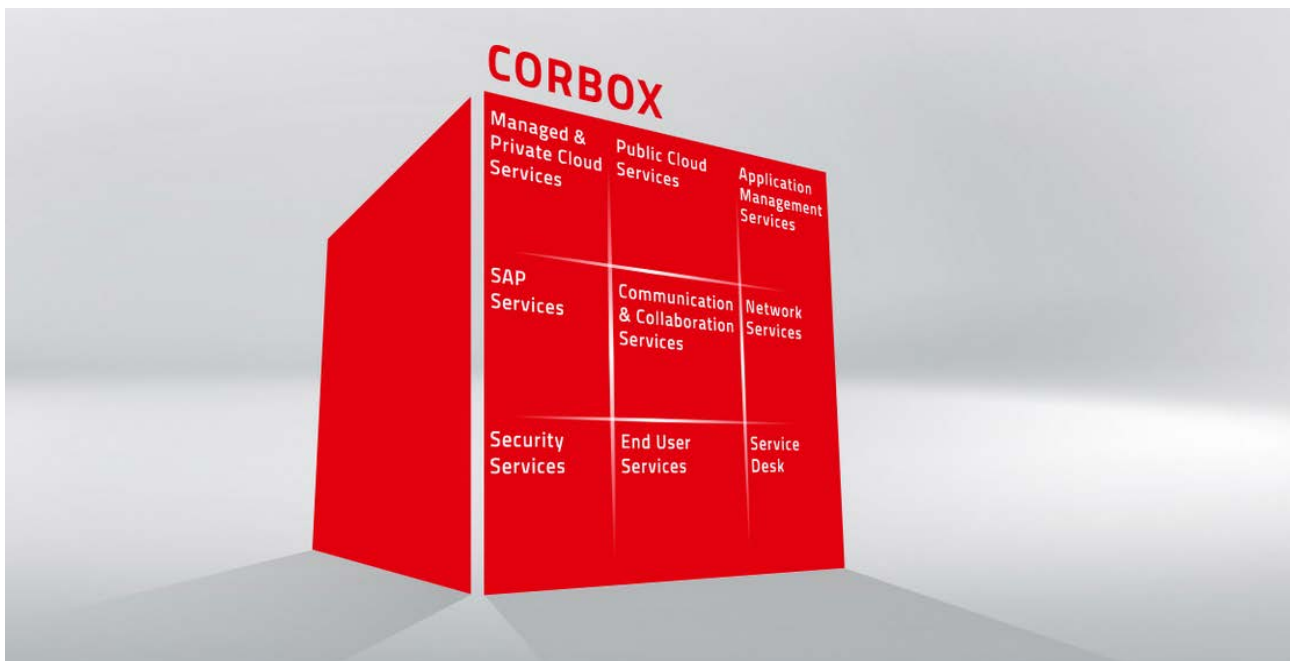 CORBOX
Managed &
Private Cloud
Services
Public Cloud
Services
Application
Management
Services
SAP
Services
Communication
& Collaboration
Services
Network
Services
Security
Services
End User
Services
Service
Desk